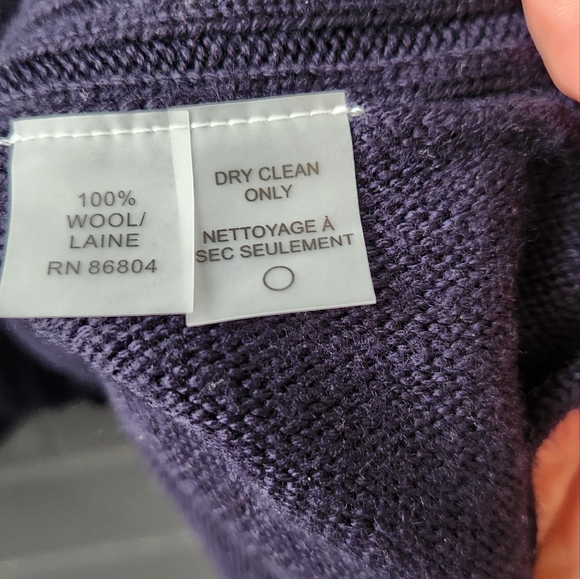 100%
WOOL/
LAINE
RN 86804
DRY CLEAN
ONLY
NETTOYAGE À
SEC SEULEMENT